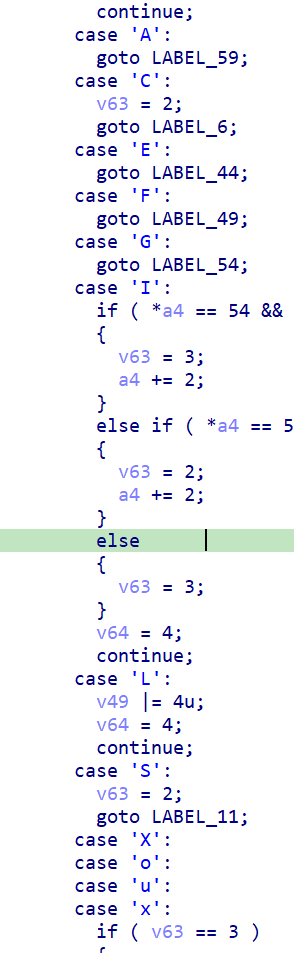 continue;
case 'A':
goto LABEL_59;
case 'C':
v63 = 2;
goto LABEL_6;
case 'E':
goto LABEL_44;
case 'F':
goto LABEL_49;
case 'G':
goto LABEL_54;
case 'I':
if ( *a4 == 54 &&
{
v63 = 3;
a4 += 2;
}
else if ( *a4 == 5
{
v63 = 2;
a4 += 2;
}
else
{
v63 = 3;
}
v64 = 4;
continue;
case 'L':
v49 |= 4u;
v64 = 4;
continue;
case 'S':
v63 = 2;
goto LABEL_11;
case 'X':
case 'o':
case 'u':
case 'x':
if ( v63 == 3 )